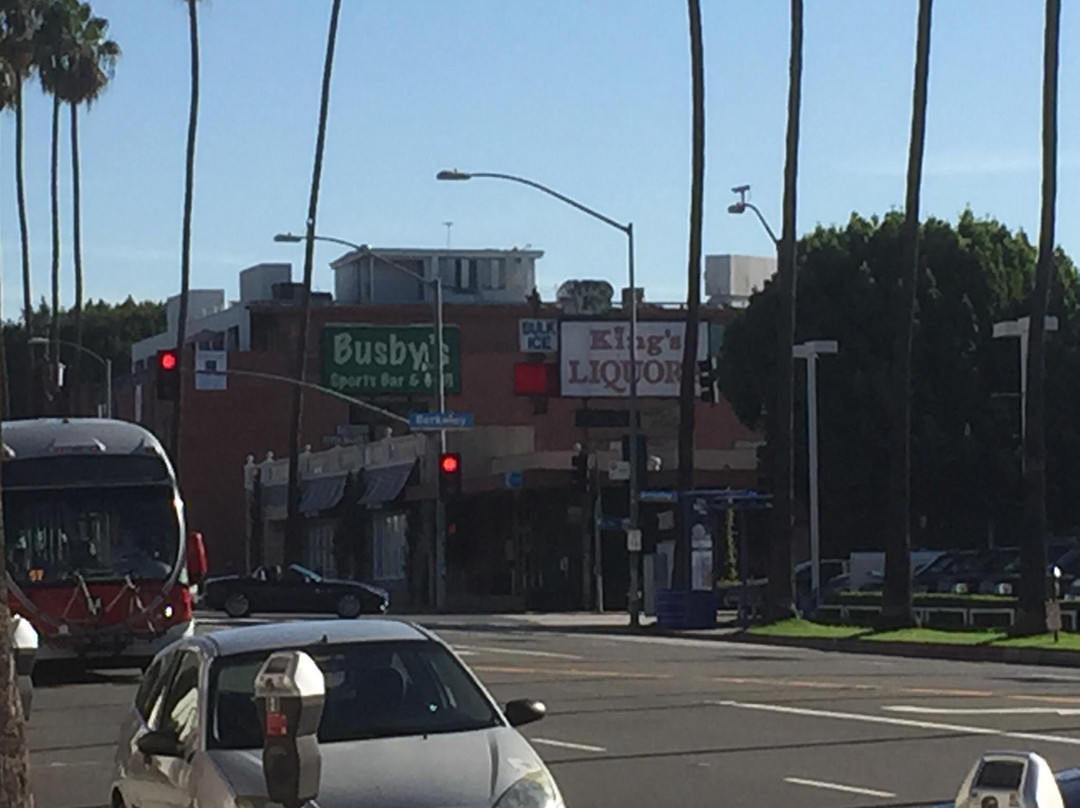 Busby's
Sports Bar & Grill
BULK
ICE
King's
LIQUOR
Berkeley